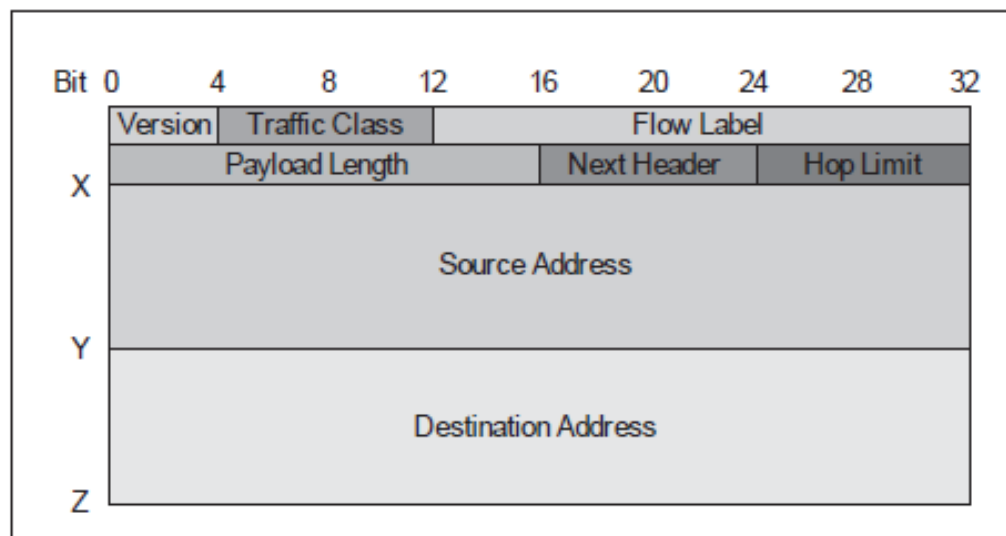 Bit 0 4 8 12 16 20 24 28 32
Version Traffic Class Flow Label
Payload Length Next Header Hop Limit
X
Source Address
Y
Destination Address
Z